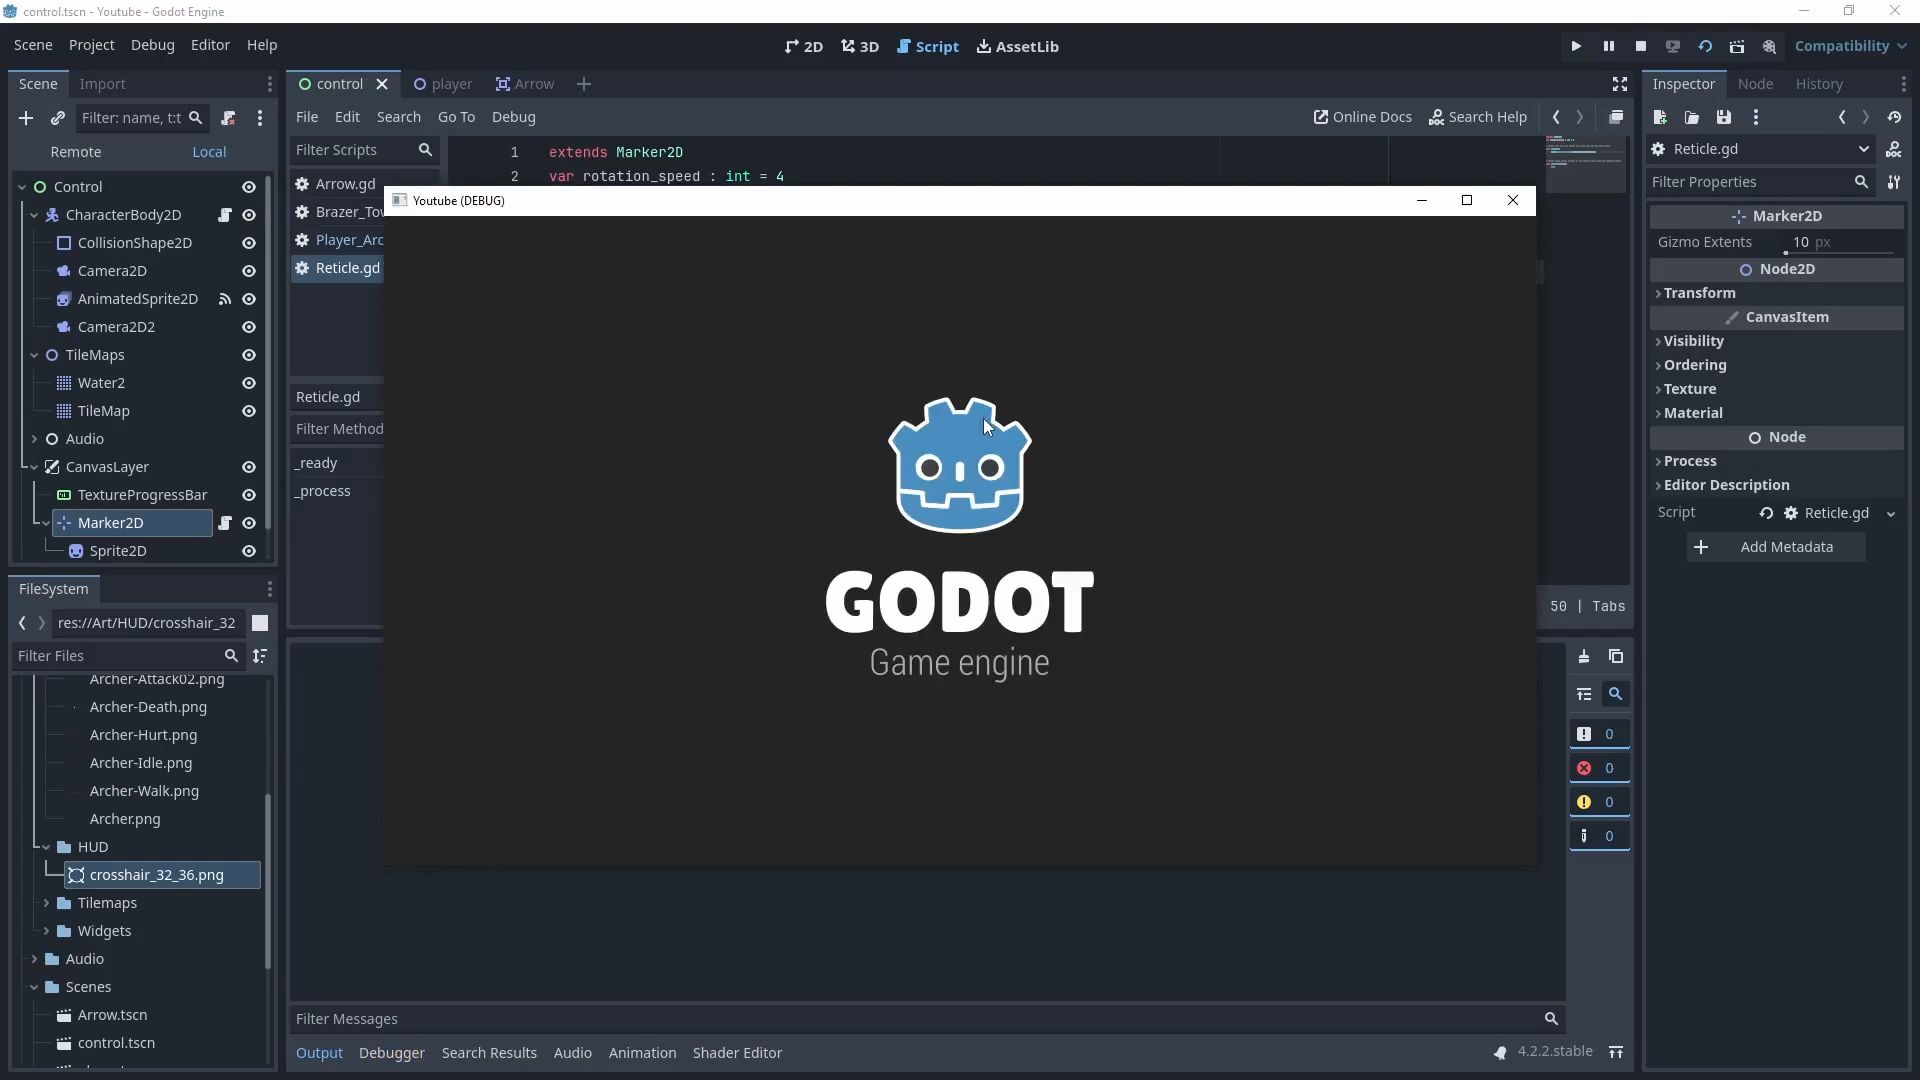 control.tscn - Youtube - Godot Engine
Scene Project Debug Editor Help
2D 3D Script AssetLib
Compatibility
Scene Import
Filter: name, t:t
Remote Local
Control
CharacterBody2D
CollisionShape2D
Camera2D
AnimatedSprite2D
Camera2D2
TileMaps
Water2
TileMap
Audio
CanvasLayer
TextureProgressBar
Marker2D
Sprite2D
FileSystem
res://Art/HUD/crosshair_32
Filter Files
Archer-Attack02.png
Archer-Death.png
Archer-Hurt.png
Archer-Idle.png
Archer-Walk.png
Archer.png
HUD
crosshair_32_36.png
Tilemaps
Widgets
Audio
Scenes
Arrow.tscn
control.tscn
control player Arrow
File Edit Search Go To Debug
Online Docs Search Help
Filter Scripts
Arrow.gd
Brazer_To
Player_Arc
Reticle.gd
Reticle.gd
Filter Method
_ready
_process
1 extends Marker2D
2 var rotation_speed : int = 4
Youtube (DEBUG)
GODOT
Game engine
50 | Tabs
0
0
0
0
Filter Messages
Output Debugger Search Results Audio Animation Shader Editor
4.2.2.stable
Inspector Node History
Reticle.gd
Filter Properties
Marker2D
Gizmo Extents 10 px
Node2D
Transform
CanvasItem
Visibility
Ordering
Texture
Material
Node
Process
Editor Description
Script Reticle.gd
Add Metadata